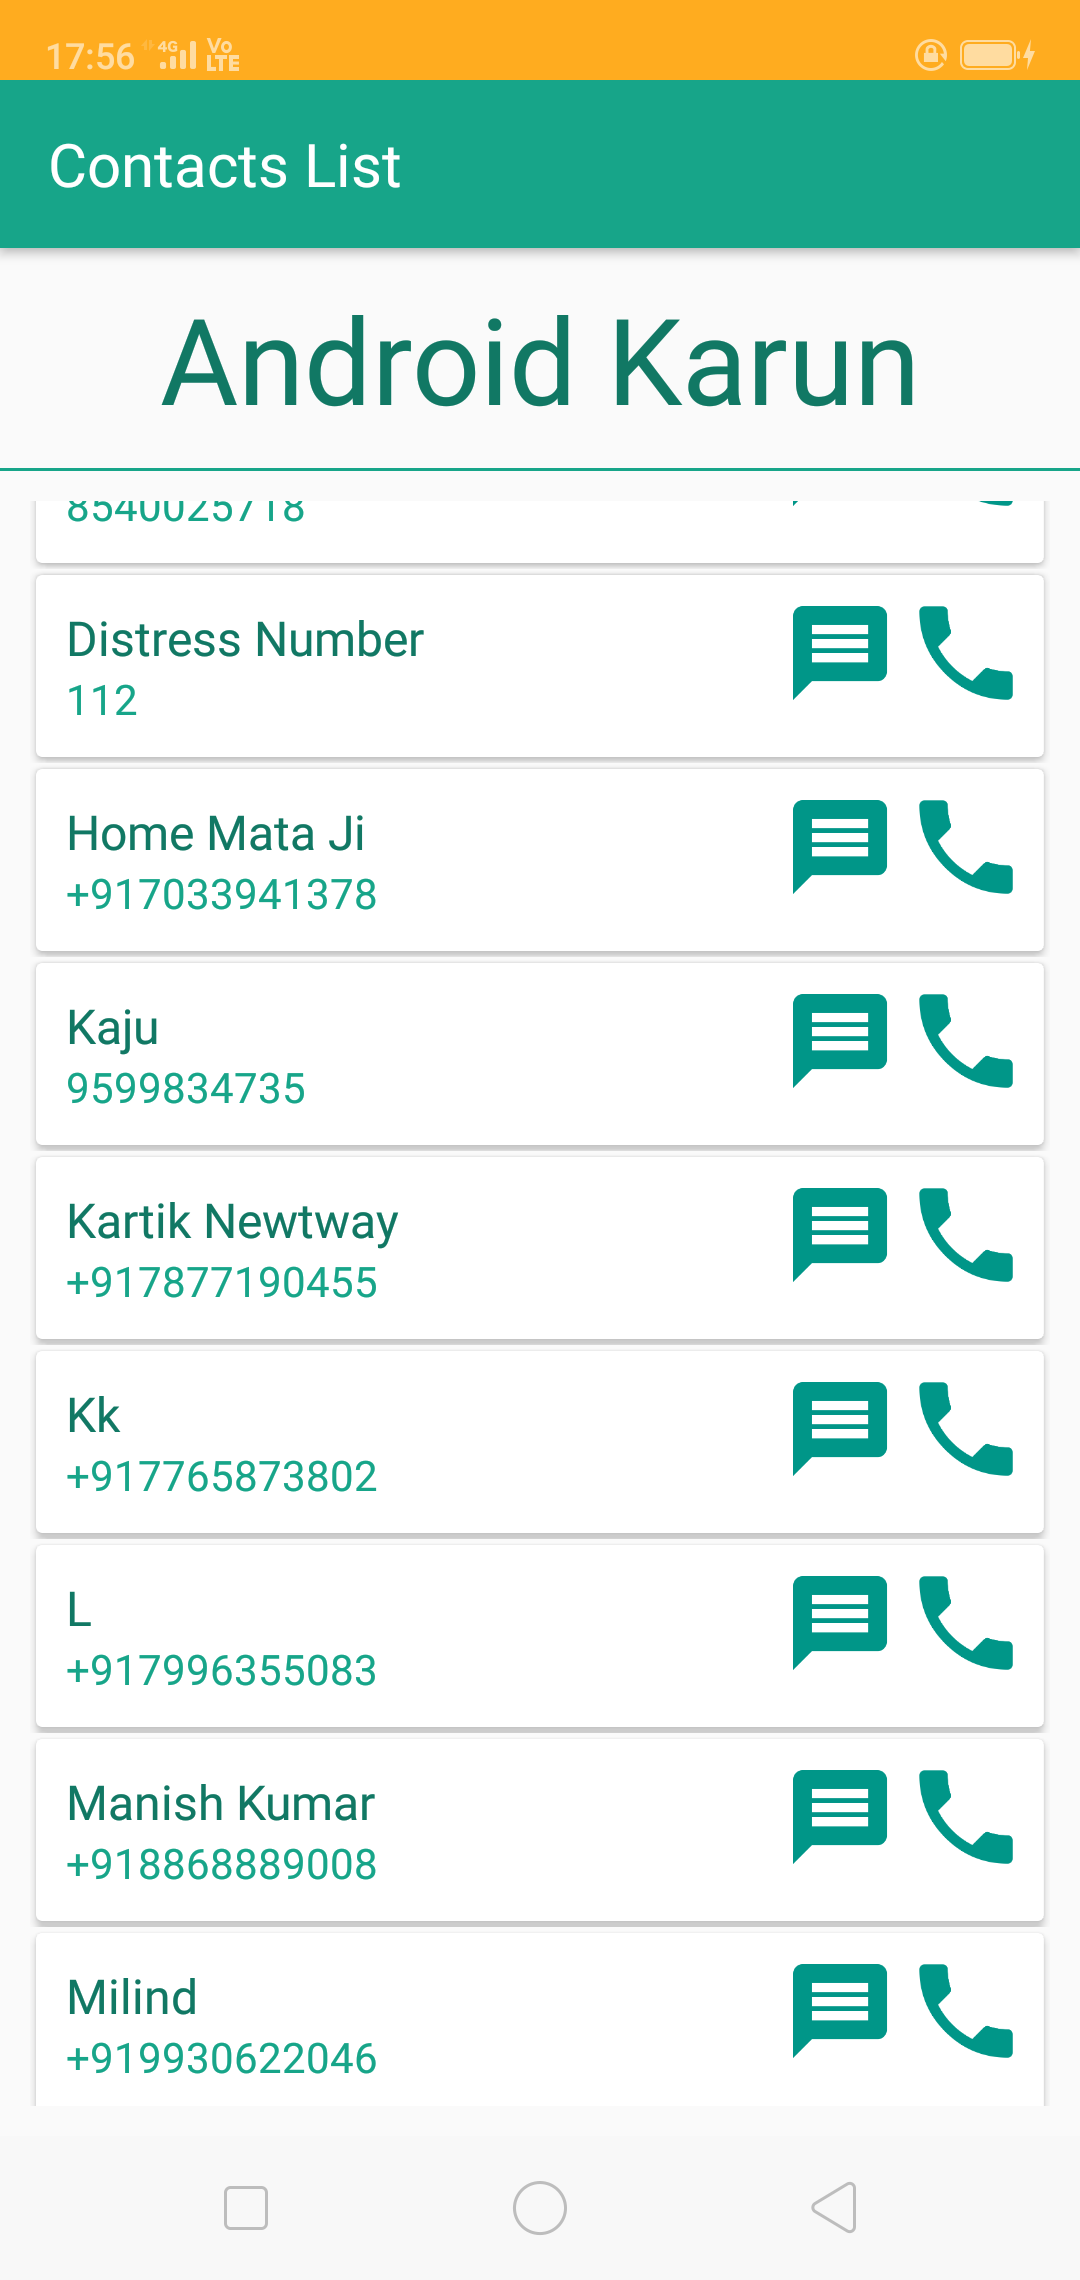 17:56 4G Vo LTE
Contacts List
Android Karun
8540025718
Distress Number
112
Home Mata Ji
+917033941378
Kaju
9599834735
Kartik Newtway
+917877190455
Kk
+917765873802
L
+917996355083
Manish Kumar
+918868889008
Milind
+919930622046